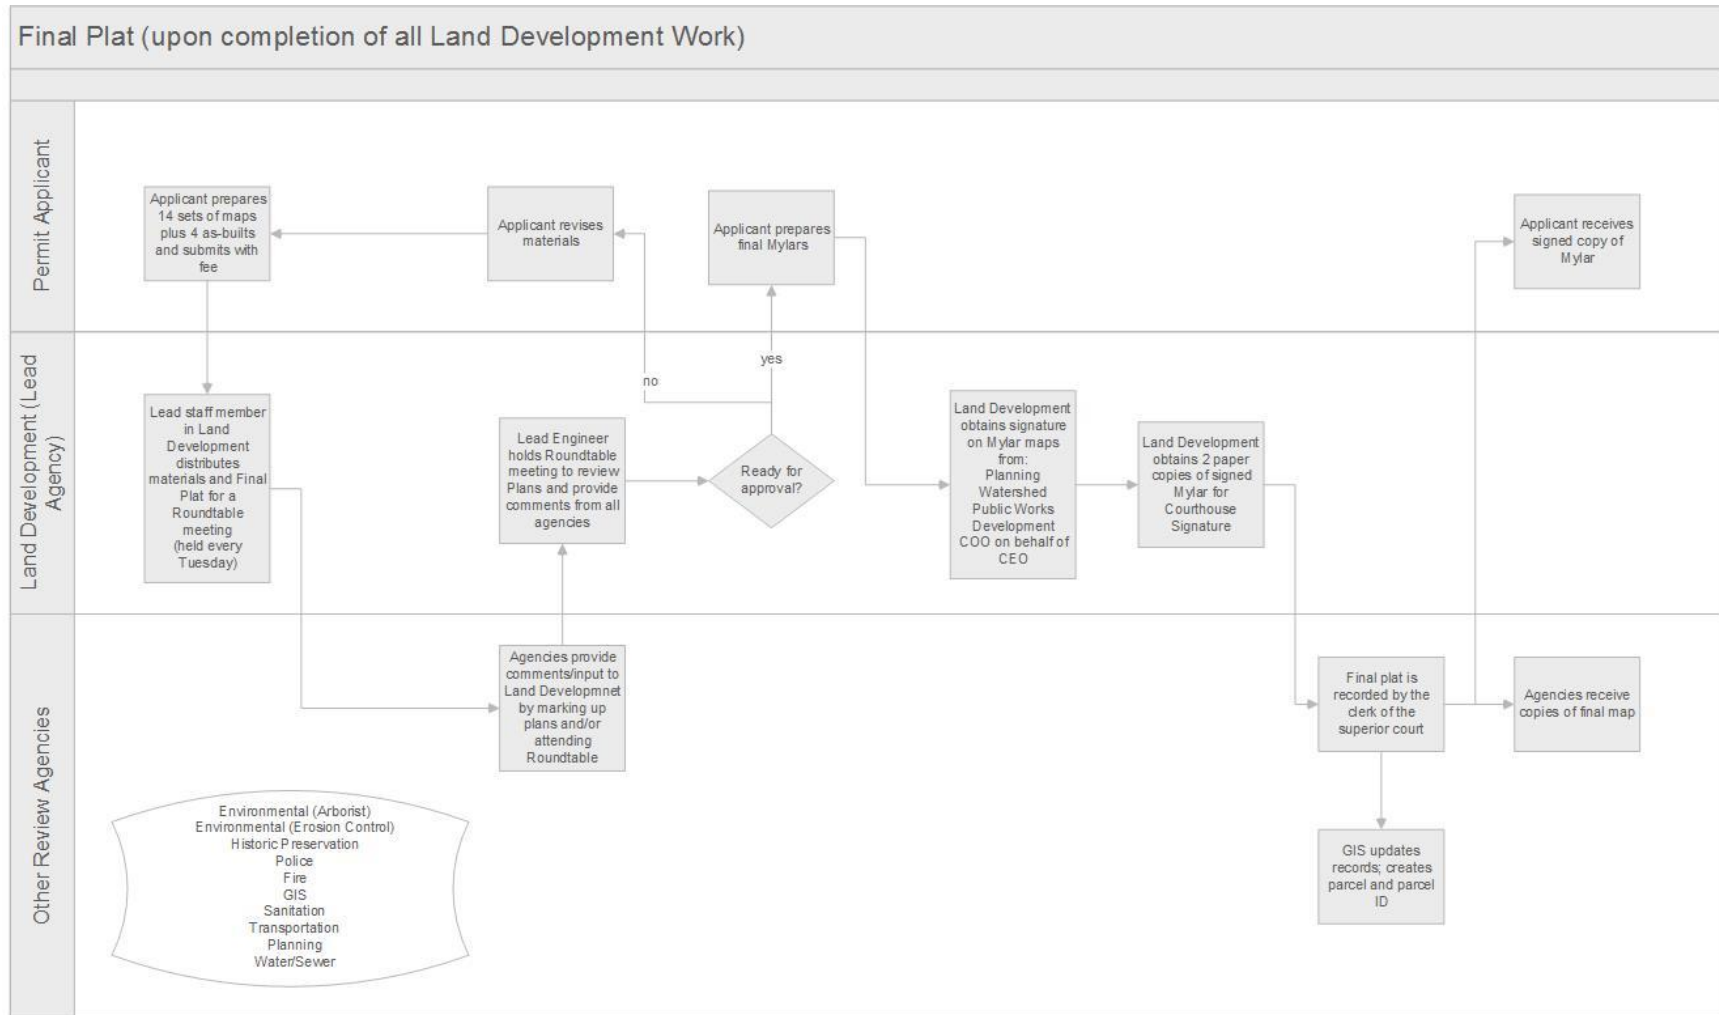 Final Plat (upon completion of all Land Development Work)
Permit Applicant
Applicant prepares
14 sets of maps
plus 4 as-builts
and submits with
fee
Applicant revises
materials
Applicant prepares
final Mylars
Applicant receives
signed copy of
Mylar
Land Development (Lead
Agency)
no
yes
Lead staff member
in Land
Development
distributes
materials and Final
Plat for a
Roundtable
meeting
(held every
Tuesday)
Lead Engineer
holds Roundtable
meeting to review
Plans and provide
comments from all
agencies
Ready for
approval?
Land Development
obtains signature
on Mylar maps
from:
Planning
Watershed
Public Works
Development
COO on behalf of
CEO
Land Development
obtains 2 paper
copies of signed
Mylar for
Courthouse
Signature
Other Review Agencies
Agencies provide
comments/input to
Land Developmnet
by marking up
plans and/or
attending
Roundtable
Final plat is
recorded by the
clerk of the
superior court
Agencies receive
copies of final map
Environmental (Arborist)
Environmental (Erosion Control)
Historic Preservation
Police
Fire
GIS
Sanitation
Transportation
Planning
Water/Sewer
GIS updates
records; creates
parcel and parcel
ID